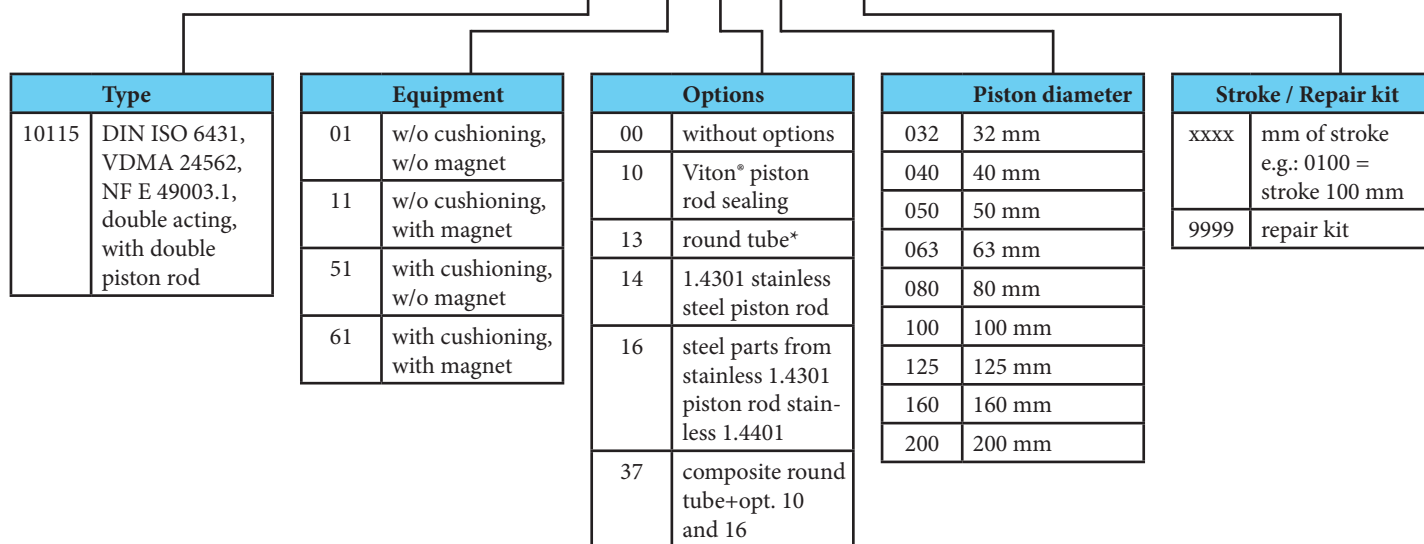 Type
10115 DIN ISO 6431,
VDMA 24562,
NF E 49003.1,
double acting,
with double
piston rod
Equipment
01 w/o cushioning,
w/o magnet
11 w/o cushioning,
with magnet
51 with cushioning,
w/o magnet
61 with cushioning,
with magnet
Options
00 without options
10 Viton® piston
rod sealing
13 round tube*
14 1.4301 stainless
steel piston rod
16 steel parts from
stainless 1.4301
piston rod stain-
less 1.4401
37 composite round
tube+opt. 10
and 16
Piston diameter
032 32 mm
040 40 mm
050 50 mm
063 63 mm
080 80 mm
100 100 mm
125 125 mm
160 160 mm
200 200 mm
Stroke / Repair kit
xxxx mm of stroke
e.g.: 0100 =
stroke 100 mm
9999 repair kit